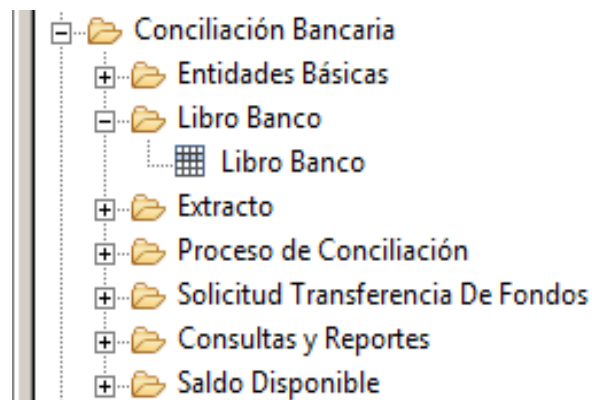 Conciliación Bancaria
Entidades Básicas
Libro Banco
Libro Banco
Extracto
Proceso de Conciliación
Solicitud Transferencia De Fondos
Consultas y Reportes
Saldo Disponible